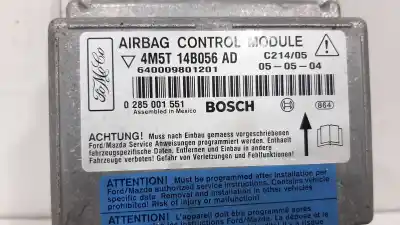 FoMoCo
AIRBAG CONTROL MODULE
4M5T 14B056 AD
C214/05
640009801201
05-05-04
0 285 001 551
BOSCH
864
Assembled in Mexico
ACHTUNG! Muss nach Einbau gemaess vorgeschriebenen
Ford/Mazda Service Anweisungen programmiert werden. Enthaelt
fahrzeugspezifische Daten, Entfernen und Einbau in andere
Fahrzeuge verboten! Gefahr von Verletzungen und Fehlfunktion!
ATTENTION! Must be programmed after installation per
Ford/Mazda authorized service instructions. Contains vehicle
specific data. Removal and installation in other vehicles
prohibited! Risk of injury or malfunction!
ATTENTION! L'appareil doit être programmé après